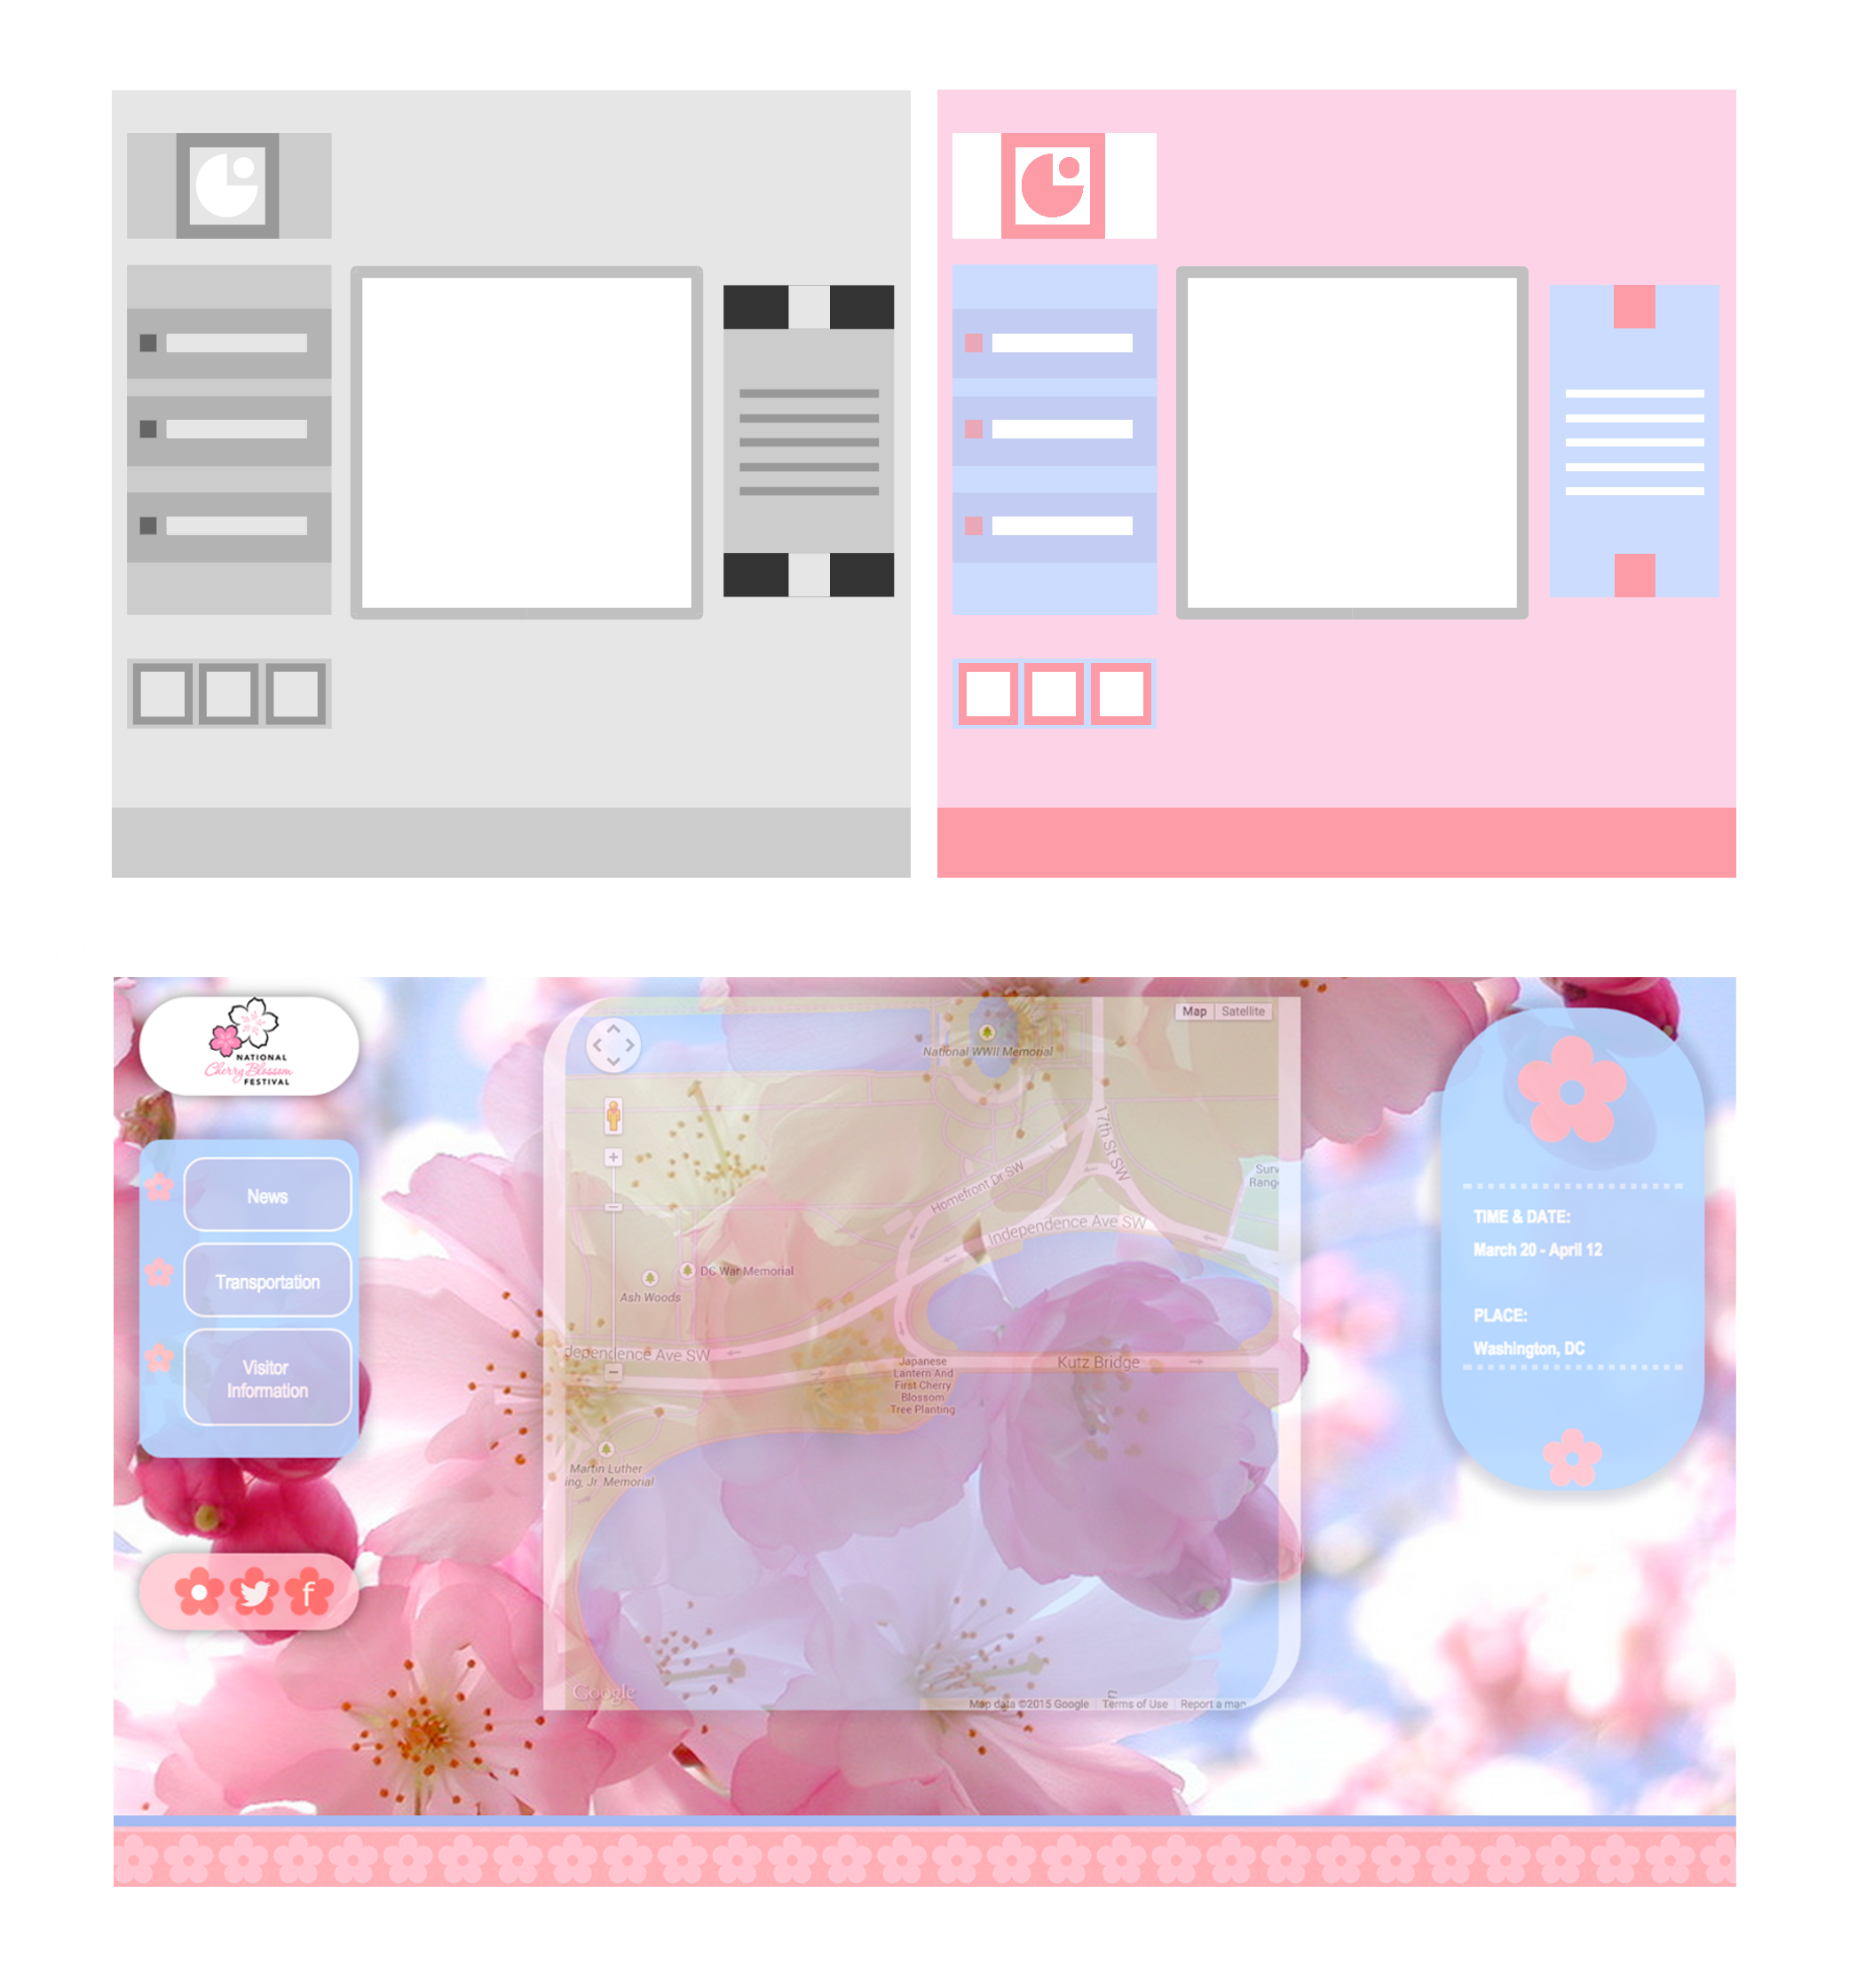 NATIONAL
Cherry Blossom
FESTIVAL
News
Transportation
Visitor
Information
Map Satellite
National WWII Memorial
17th St SW
Homefront Dr SW
Independence Ave SW
Surv
Rang
DC War Memorial
Ash Woods
dependence Ave SW
Kutz Bridge
Japanese
Lantern And
First Cherry
Blossom
Tree Planting
Martin Luther
ing, Jr. Memorial
Google
Map data ©2015 Google
Terms of Use
Report a map
TIME & DATE:
March 20 - April 12
PLACE:
Washington, DC
f